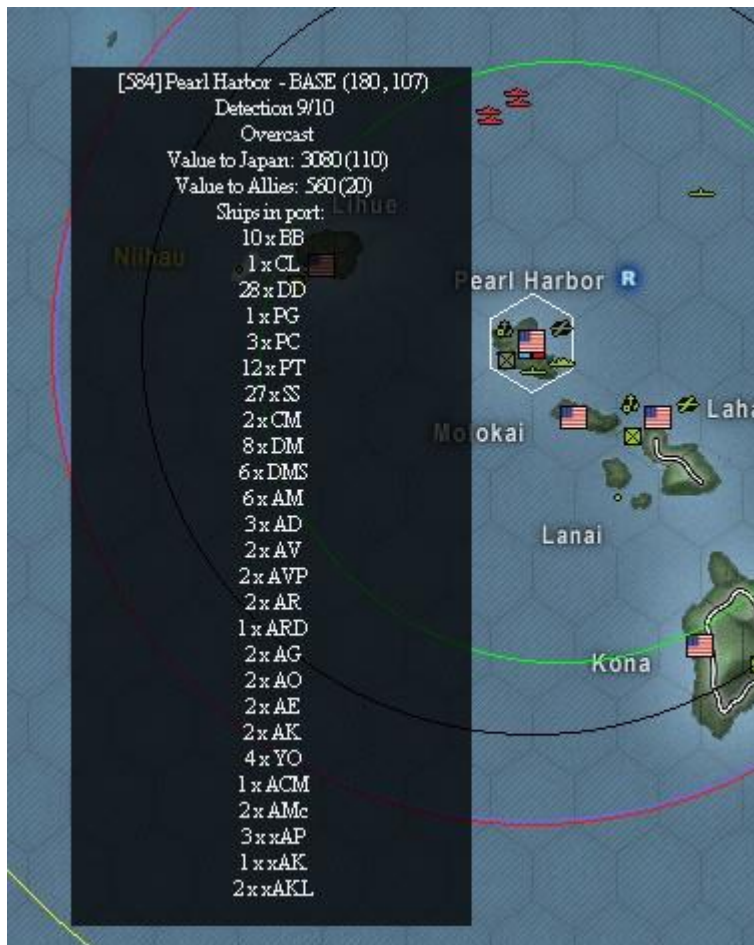 [584] Pearl Harbor - BASE (180, 107)
Detection 9/10
Overcast
Value to Japan: 3080 (110)
Value to Allies: 560 (20)
Ships in port:
Lihue
10 x BB
Niihau
1 x CL
28 x DD
Pearl Harbor R
1 x PG
3 x PC
12 x PT
27 x SS
2 x CM
Laha
8 x DM
Molokai
6 x DMS
6 x AM
3 x AD
Lanai
2 x AV
2 x AVP
2 x AR
1 x ARD
2 x AG
Kona
2 x AO
2 x AE
2 x AK
4 x YO
1 x ACM
2 x AMc
3 x xAP
1 x xAK
2 x xAKL